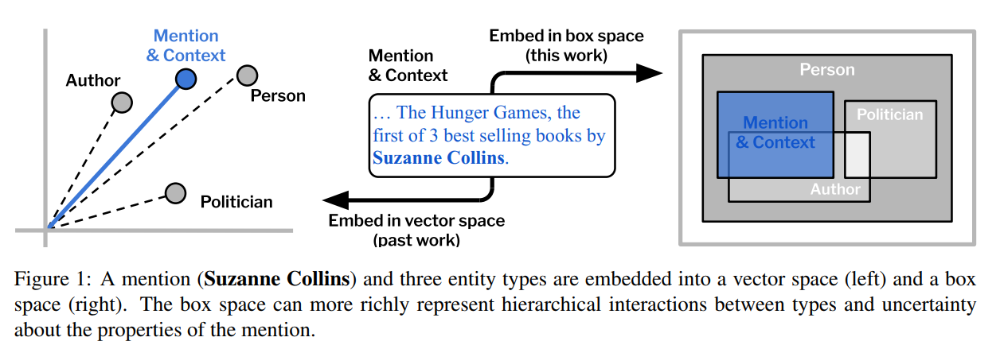 Mention
& Context
Author
Person
Politician
Mention
& Context
Embed in box space
(this work)
… The Hunger Games, the
first of 3 best selling books by
Suzanne Collins.
Embed in vector space
(past work)
Person
Mention
& Context
Politician
Author
Figure 1: A mention (Suzanne Collins) and three entity types are embedded into a vector space (left) and a box
space (right). The box space can more richly represent hierarchical interactions between types and uncertainty
about the properties of the mention.